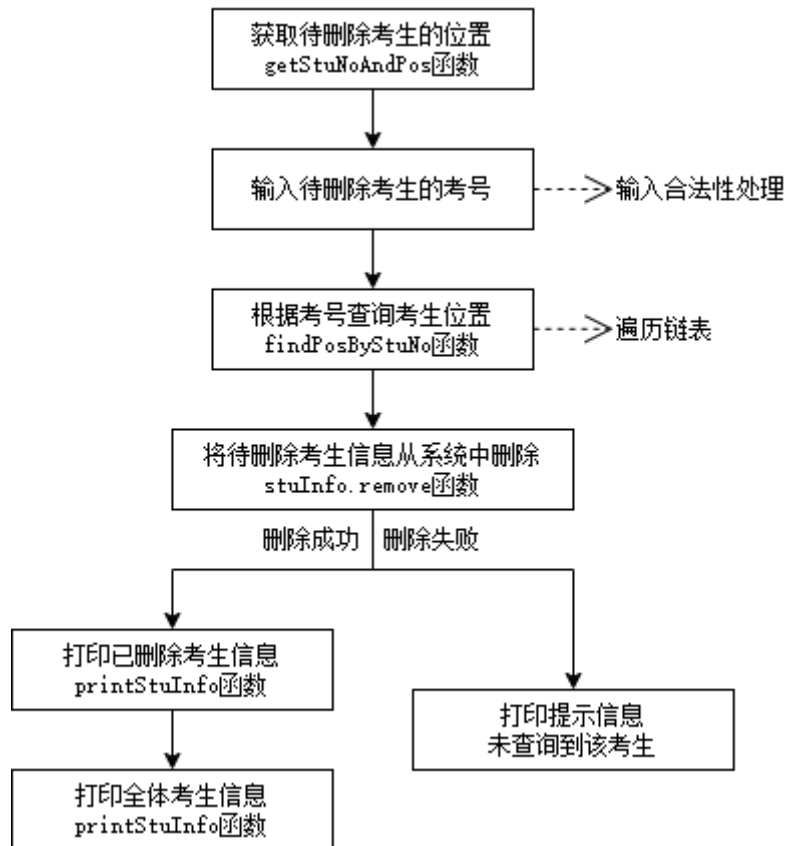 获取待删除考生的位置
getStuNoAndPos函数
输入待删除考生的考号
输入合法性处理
根据考号查询考生位置
findPosByStuNo函数
遍历链表
将待删除考生信息从系统中删除
stuInfo.remove函数
删除成功
删除失败
打印已删除考生信息
printStuInfo函数
打印提示信息
未查询到该考生
打印全体考生信息
printStuInfo函数